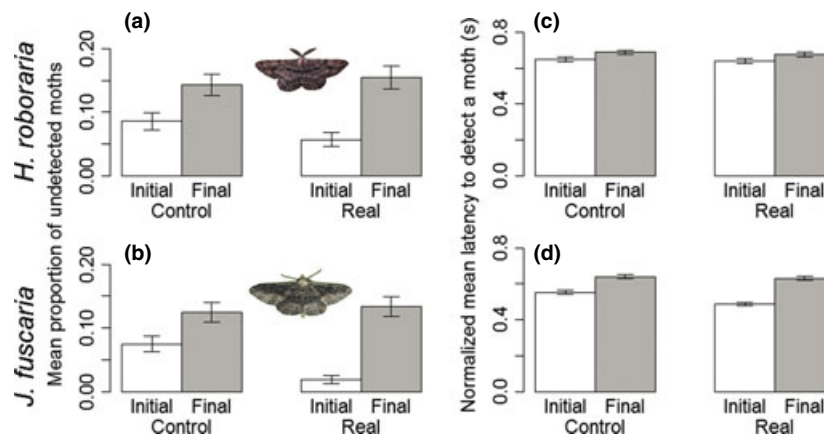 (a)
(c)
H. roboraria
Mean proportion of undetected moths
0.20
0.10
0.00
Initial Final Initial Final
Control Real
Normalized mean latency to detect a moth (s)
0.8
0.4
0.0
Initial Final Initial Final
Control Real
(b)
(d)
J. fuscaria
0.20
0.10
0.00
Initial Final Initial Final
Control Real
0.8
0.4
0.0
Initial Final Initial Final
Control Real